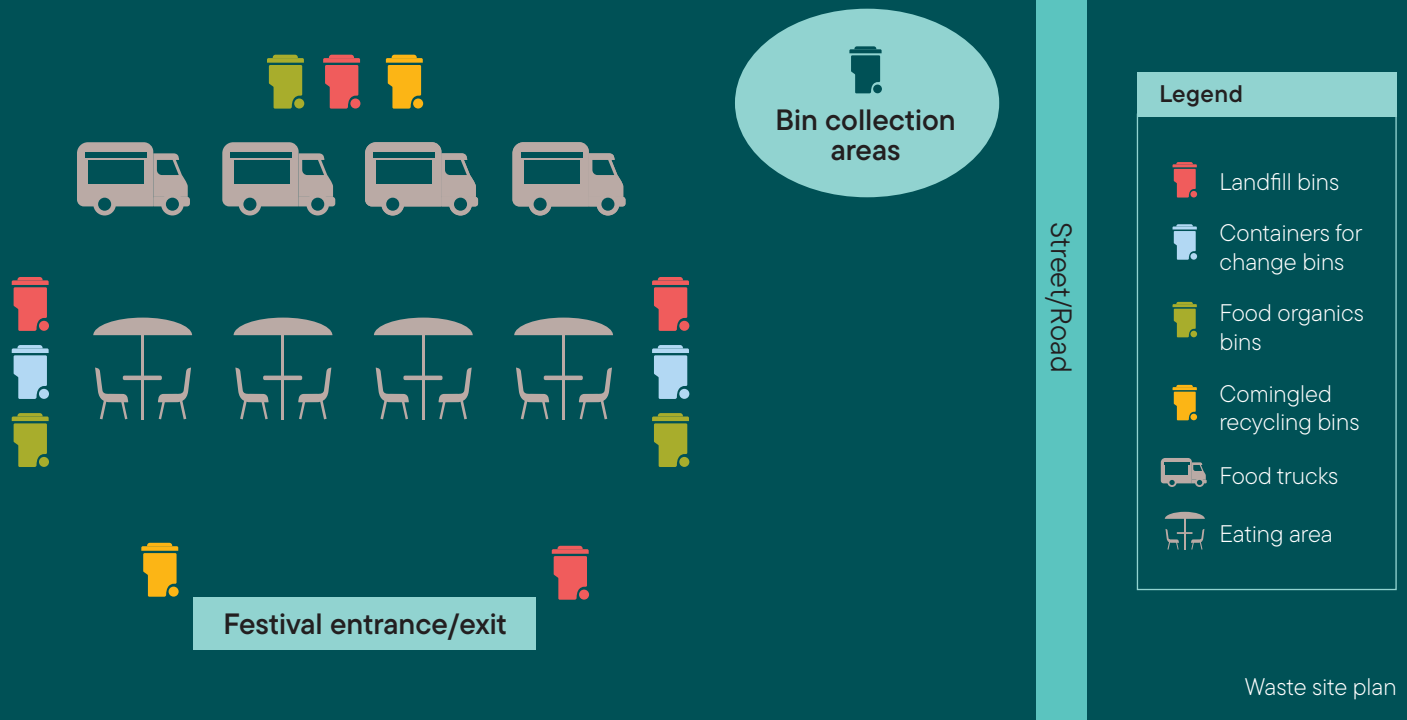 Bin collection
areas
Street/Road
Festival entrance/exit
Legend
Landfill bins
Containers for
change bins
Food organics
bins
Comingled
recycling bins
Food trucks
Eating area
Waste site plan